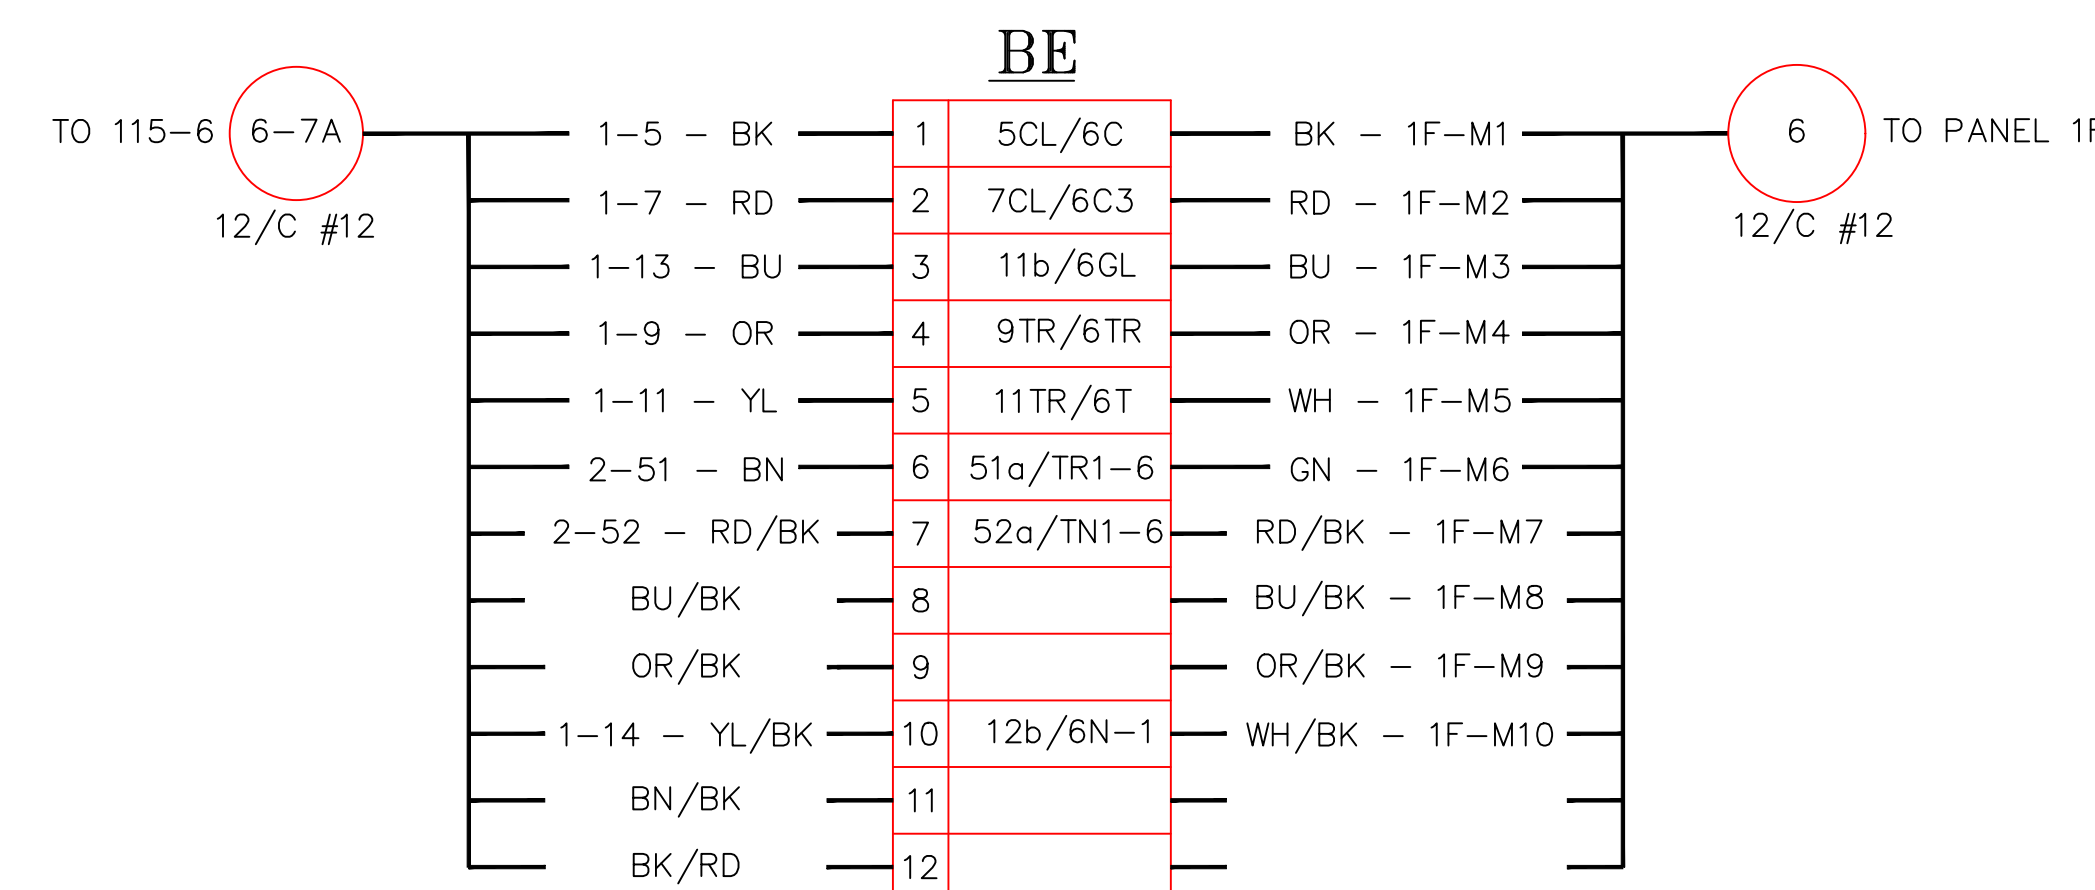 BE
TO 115-6 6-7A 1-5 - BK 1 5CL/6C BK - 1F-M1 6 TO PANEL
12/C #12 1-7 - RD 2 7CL/6C3 RD - 1F-M2 12/C #12
1-13 - BU 3 11b/6GL BU - 1F-M3
1-9 - OR 4 9TR/6TR OR - 1F-M4
1-11 - YL 5 11TR/6T WH - 1F-M5
2-51 - BN 6 51a/TR1-6 GN - 1F-M6
2-52 - RD/BK 7 52a/TN1-6 RD/BK - 1F-M7
BU/BK 8 BU/BK - 1F-M8
OR/BK 9 OR/BK - 1F-M9
1-14 - YL/BK 10 12b/6N-1 WH/BK - 1F-M10
BN/BK 11
BK/RD 12